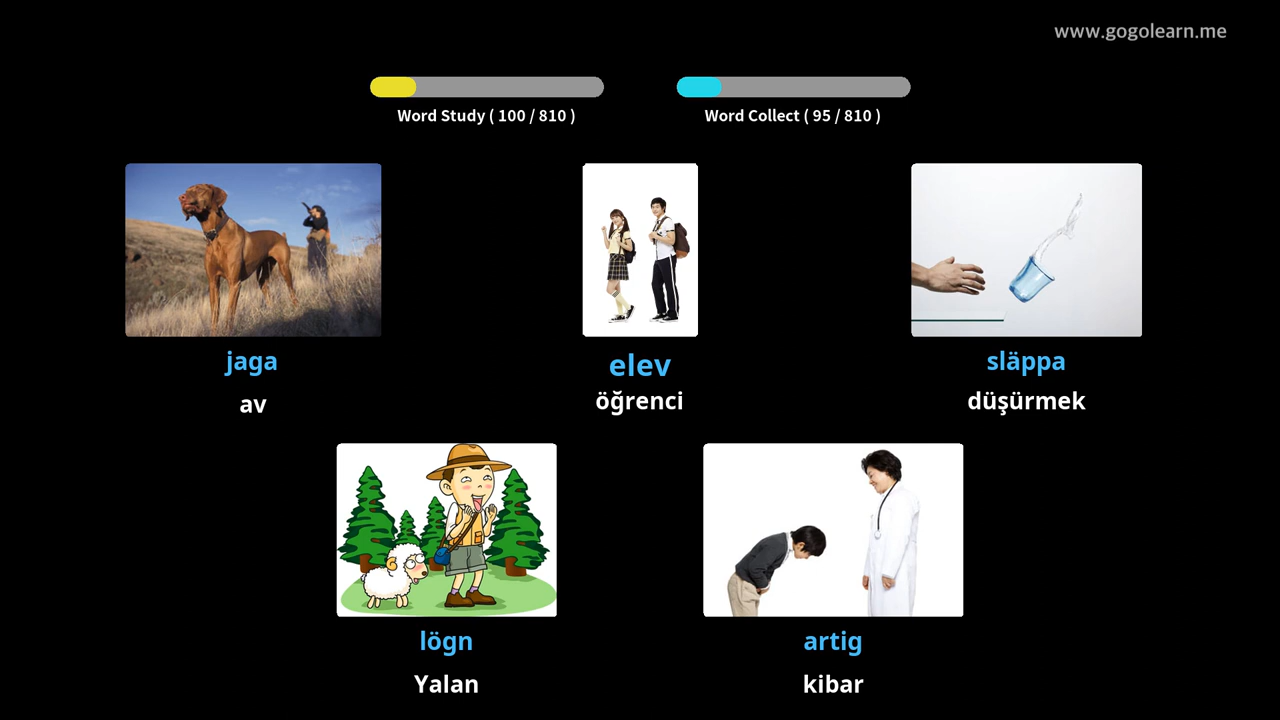 www.gogolearn.me
Word Study ( 100 / 810 )
Word Collect ( 95 / 810 )
jaga
av
elev
öğrenci
släppa
düşürmek
lögn
Yalan
artig
kibar